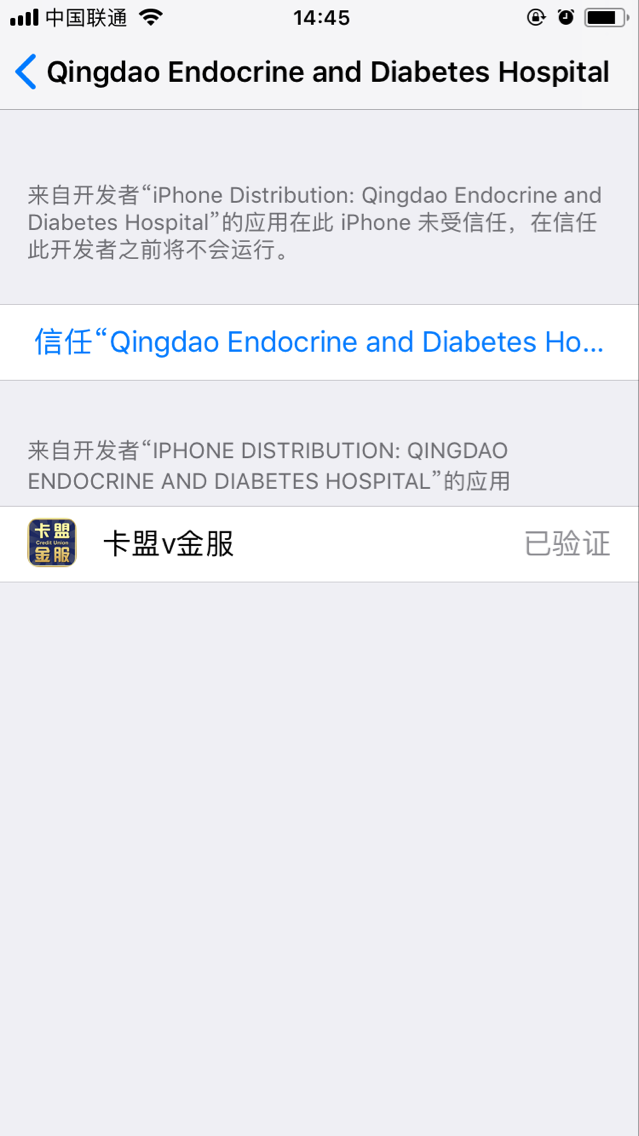 中国联通
14:45
Qingdao Endocrine and Diabetes Hospital
来自开发者“iPhone Distribution: Qingdao Endocrine and
Diabetes Hospital”的应用在此 iPhone 未受信任，在信任
此开发者之前将不会运行。
信任“Qingdao Endocrine and Diabetes Ho...
来自开发者“IPHONE DISTRIBUTION: QINGDAO
ENDOCRINE AND DIABETES HOSPITAL”的应用
卡盟
Credit Union
金服
卡盟v金服
已验证